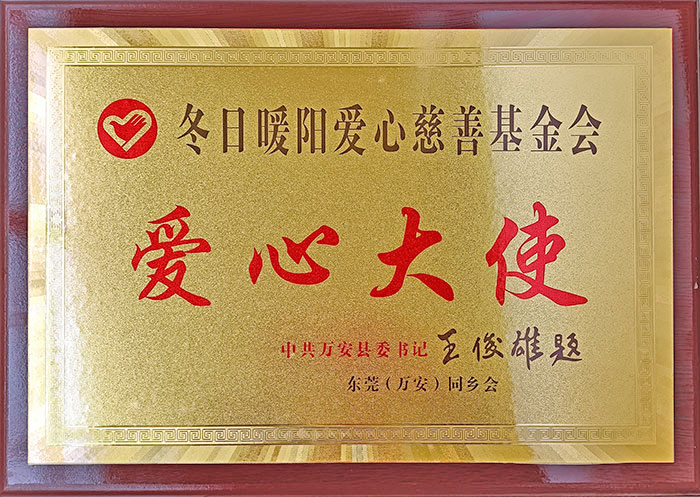 冬日暖阳爱心慈善基金会
爱心大使
中共万安县委书记 王俊雄题
东莞(万安)同乡会